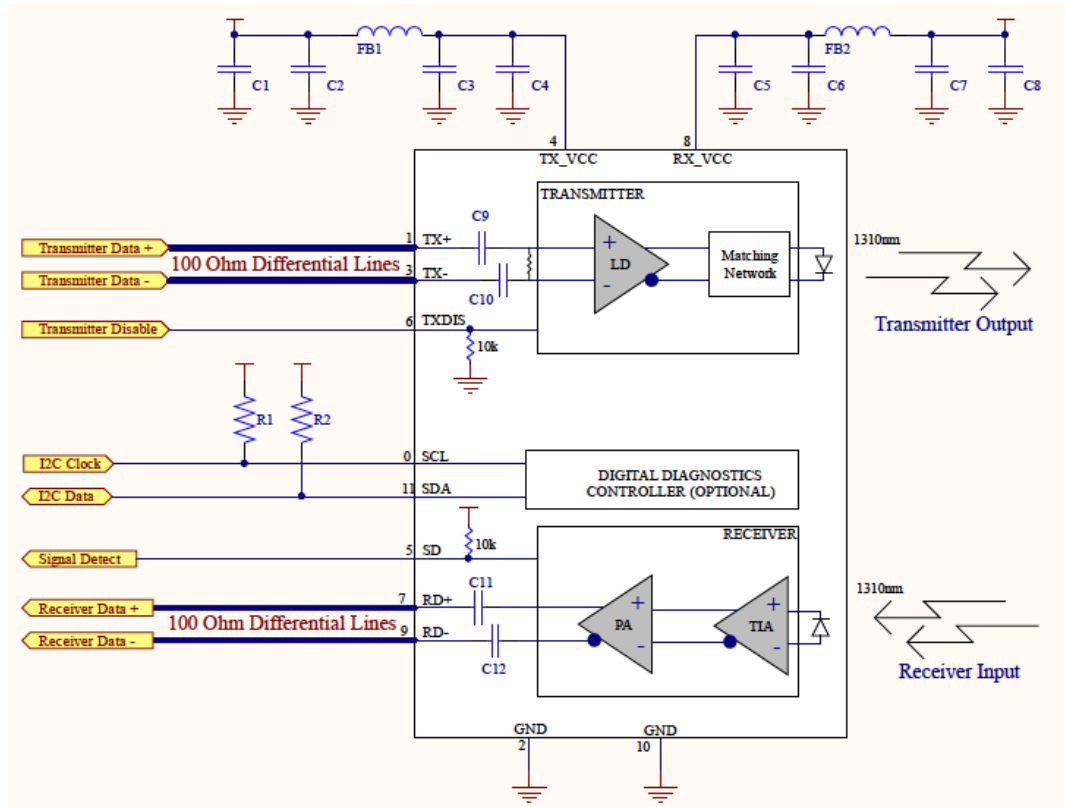 FB1
FB2
C1
C2
C3
C4
C5
C6
C7
C8
4
8
TX_VCC
RX_VCC
TRANSMITTER
C9
Transmitter Data +
1
TX+
1310nm
100 Ohm Differential Lines
LD
+
-
Matching
Network
Transmitter Data -
3
TX-
C10
Transmitter Disable
6
TXDIS
Transmitter Output
10k
R1
R2
I2C Clock
0
SCL
DIGITAL DIAGNOSTICS
CONTROLLER (OPTIONAL)
I2C Data
11
SDA
RECEIVER
Signal Detect
5
SD
10k
C11
1310nm
Receiver Data +
7
RD+
100 Ohm Differential Lines
PA
+
-
TIA
+
-
Receiver Data -
9
RD-
C12
Receiver Input
GND
GND
2
10